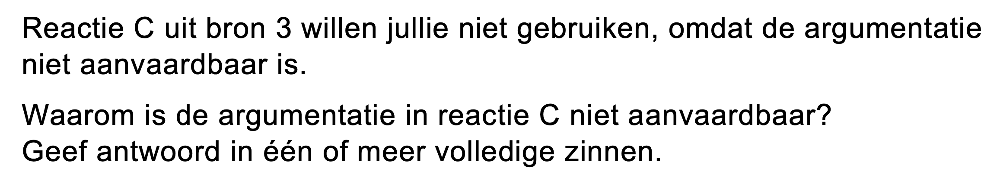 Reactie C uit bron 3 willen jullie niet gebruiken, omdat de argumentatie
niet aanvaardbaar is.
Waarom is de argumentatie in reactie C niet aanvaardbaar?
Geef antwoord in één of meer volledige zinnen.